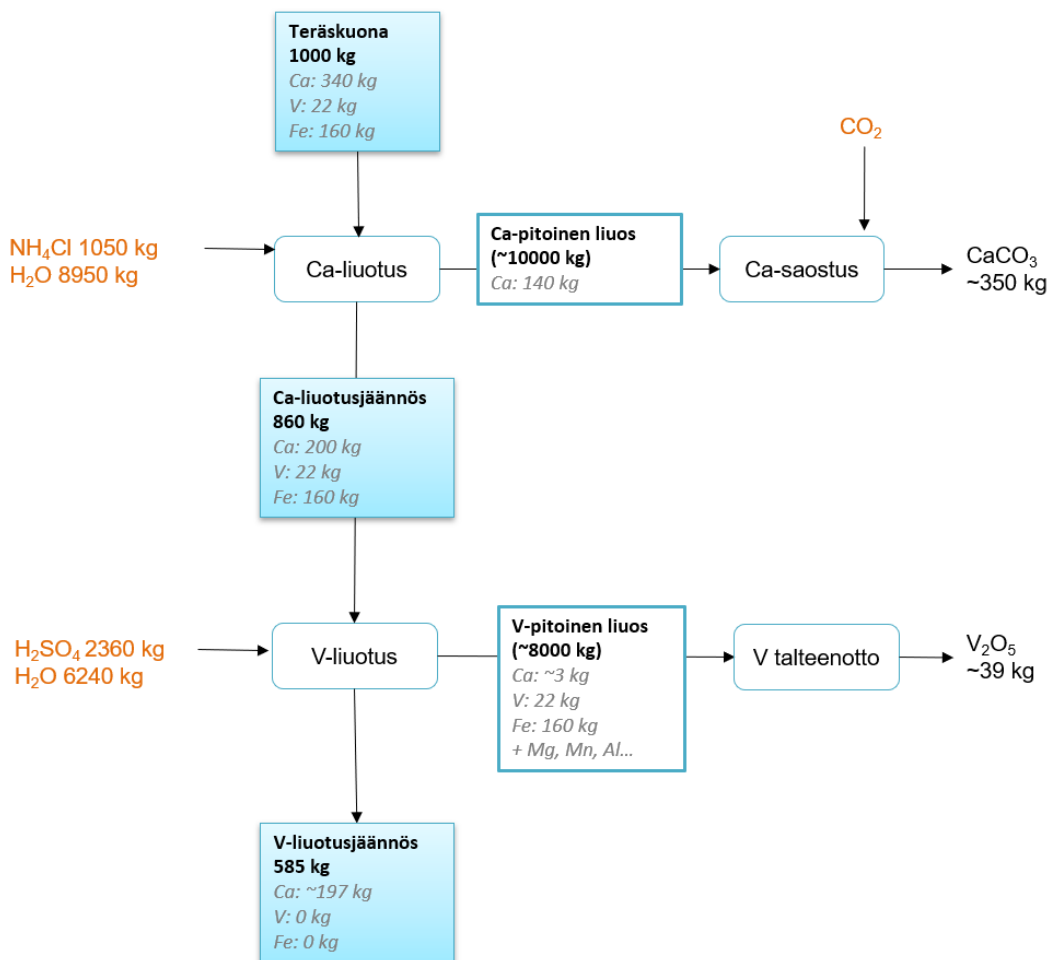 Teräskuona
1000 kg
Ca: 340 kg
V: 22 kg
Fe: 160 kg
CO₂
NH₄Cl 1050 kg
H₂O 8950 kg
Ca-liuotus
Ca-pitoinen liuos
(~10000 kg)
Ca: 140 kg
Ca-saostus
CaCO₃
~350 kg
Ca-liuotusjäännös
860 kg
Ca: 200 kg
V: 22 kg
Fe: 160 kg
H₂SO₄ 2360 kg
H₂O 6240 kg
V-liuotus
V-pitoinen liuos
(~8000 kg)
Ca: ~3 kg
V: 22 kg
Fe: 160 kg
+ Mg, Mn, Al...
V talteenotto
V₂O₅
~39 kg
V-liuotusjäännös
585 kg
Ca: ~197 kg
V: 0 kg
Fe: 0 kg